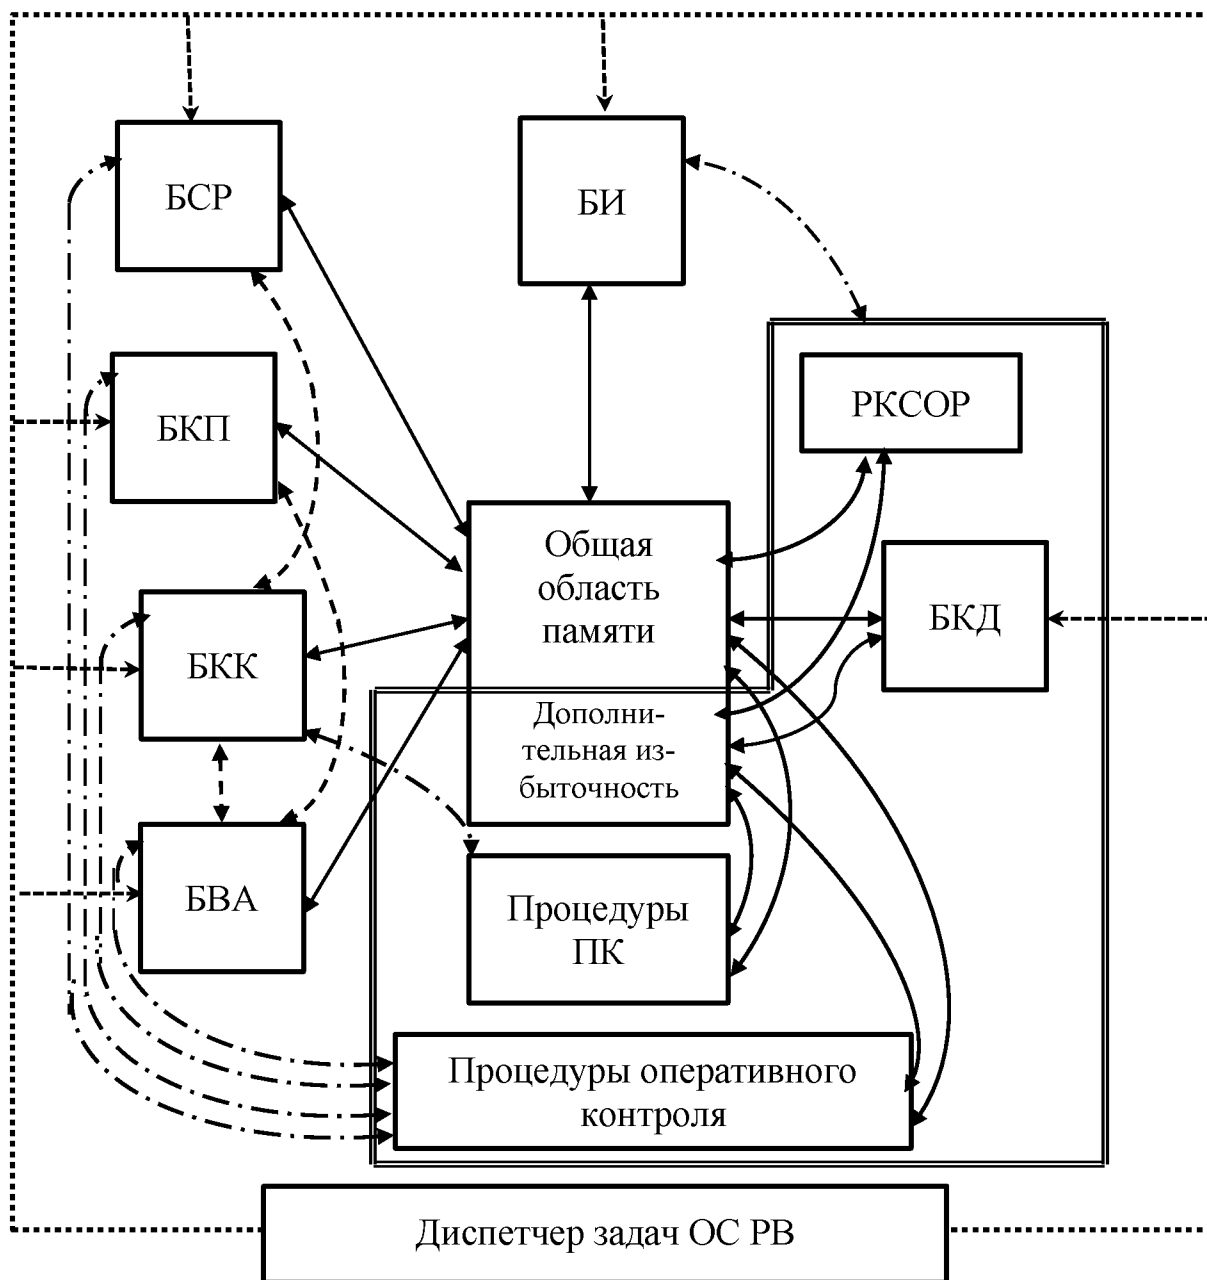 БСР
БИ
БКП
РКСОР
Общая
область
памяти
БКД
БКК
Дополни-
тельная из-
быточность
БВА
Процедуры
ПК
Процедуры оперативного
контроля
Диспетчер задач ОС РВ